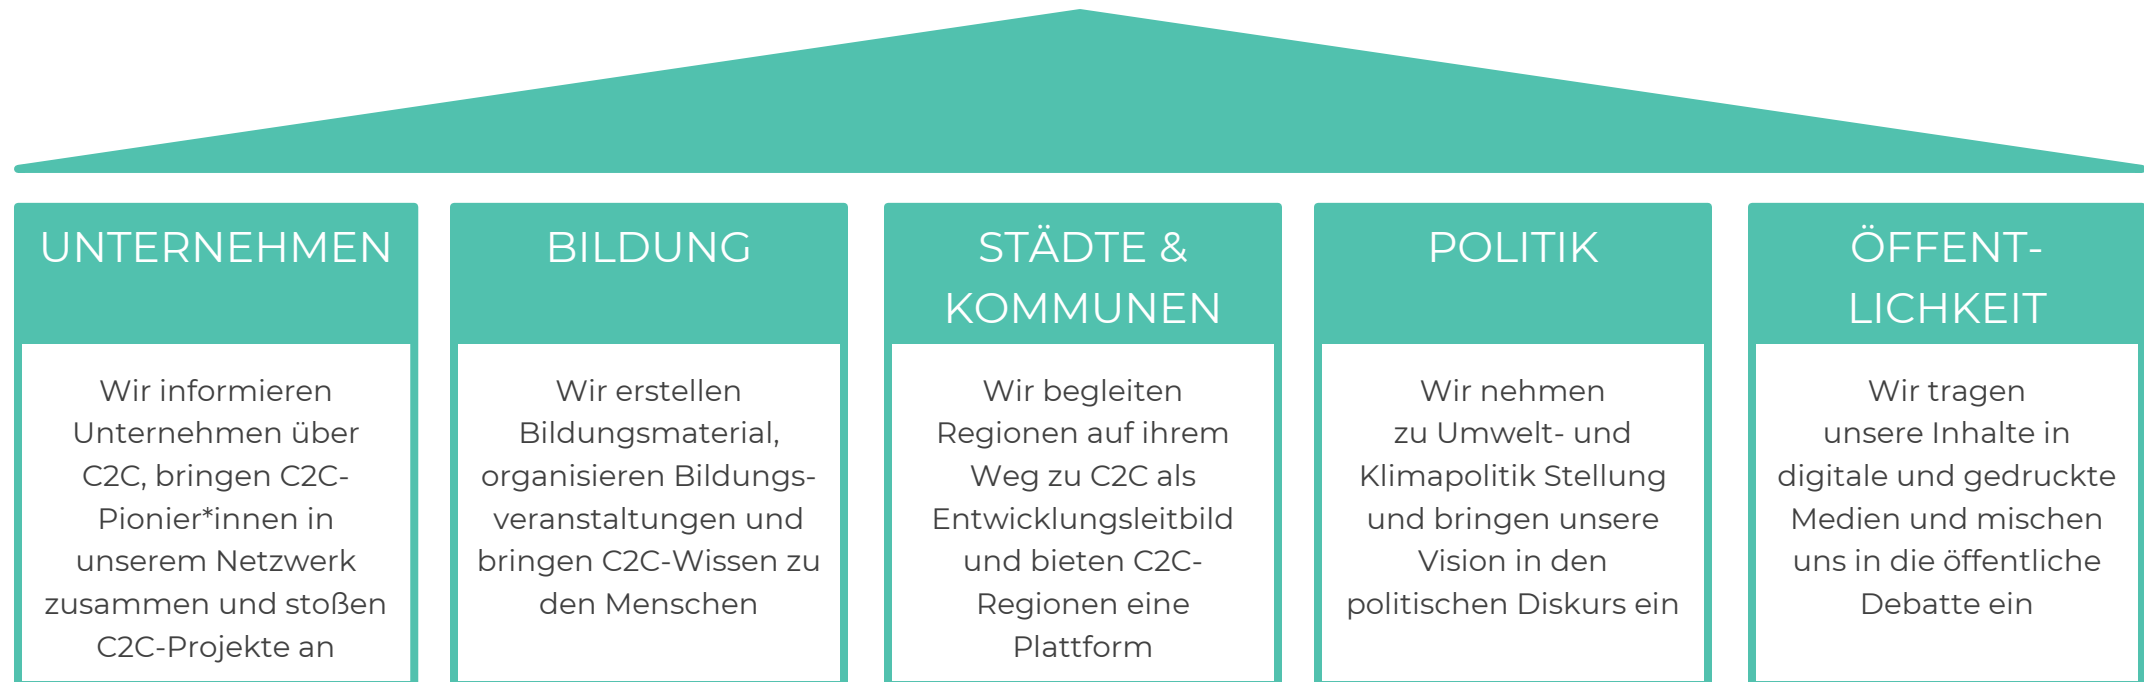 UNTERNEHMEN
Wir informieren
Unternehmen über
C2C, bringen C2C-
Pionier*innen in
unserem Netzwerk
zusammen und stoßen
C2C-Projekte an
BILDUNG
Wir erstellen
Bildungsmaterial,
organisieren Bildungs-
veranstaltungen und
bringen C2C-Wissen zu
den Menschen
STÄDTE &
KOMMUNEN
Wir begleiten
Regionen auf ihrem
Weg zu C2C als
Entwicklungsleitbild
und bieten C2C-
Regionen eine
Plattform
POLITIK
Wir nehmen
zu Umwelt- und
Klimapolitik Stellung
und bringen unsere
Vision in den
politischen Diskurs ein
ÖFFENT-
LICHKEIT
Wir tragen
unsere Inhalte in
digitale und gedruckte
Medien und mischen
uns in die öffentliche
Debatte ein